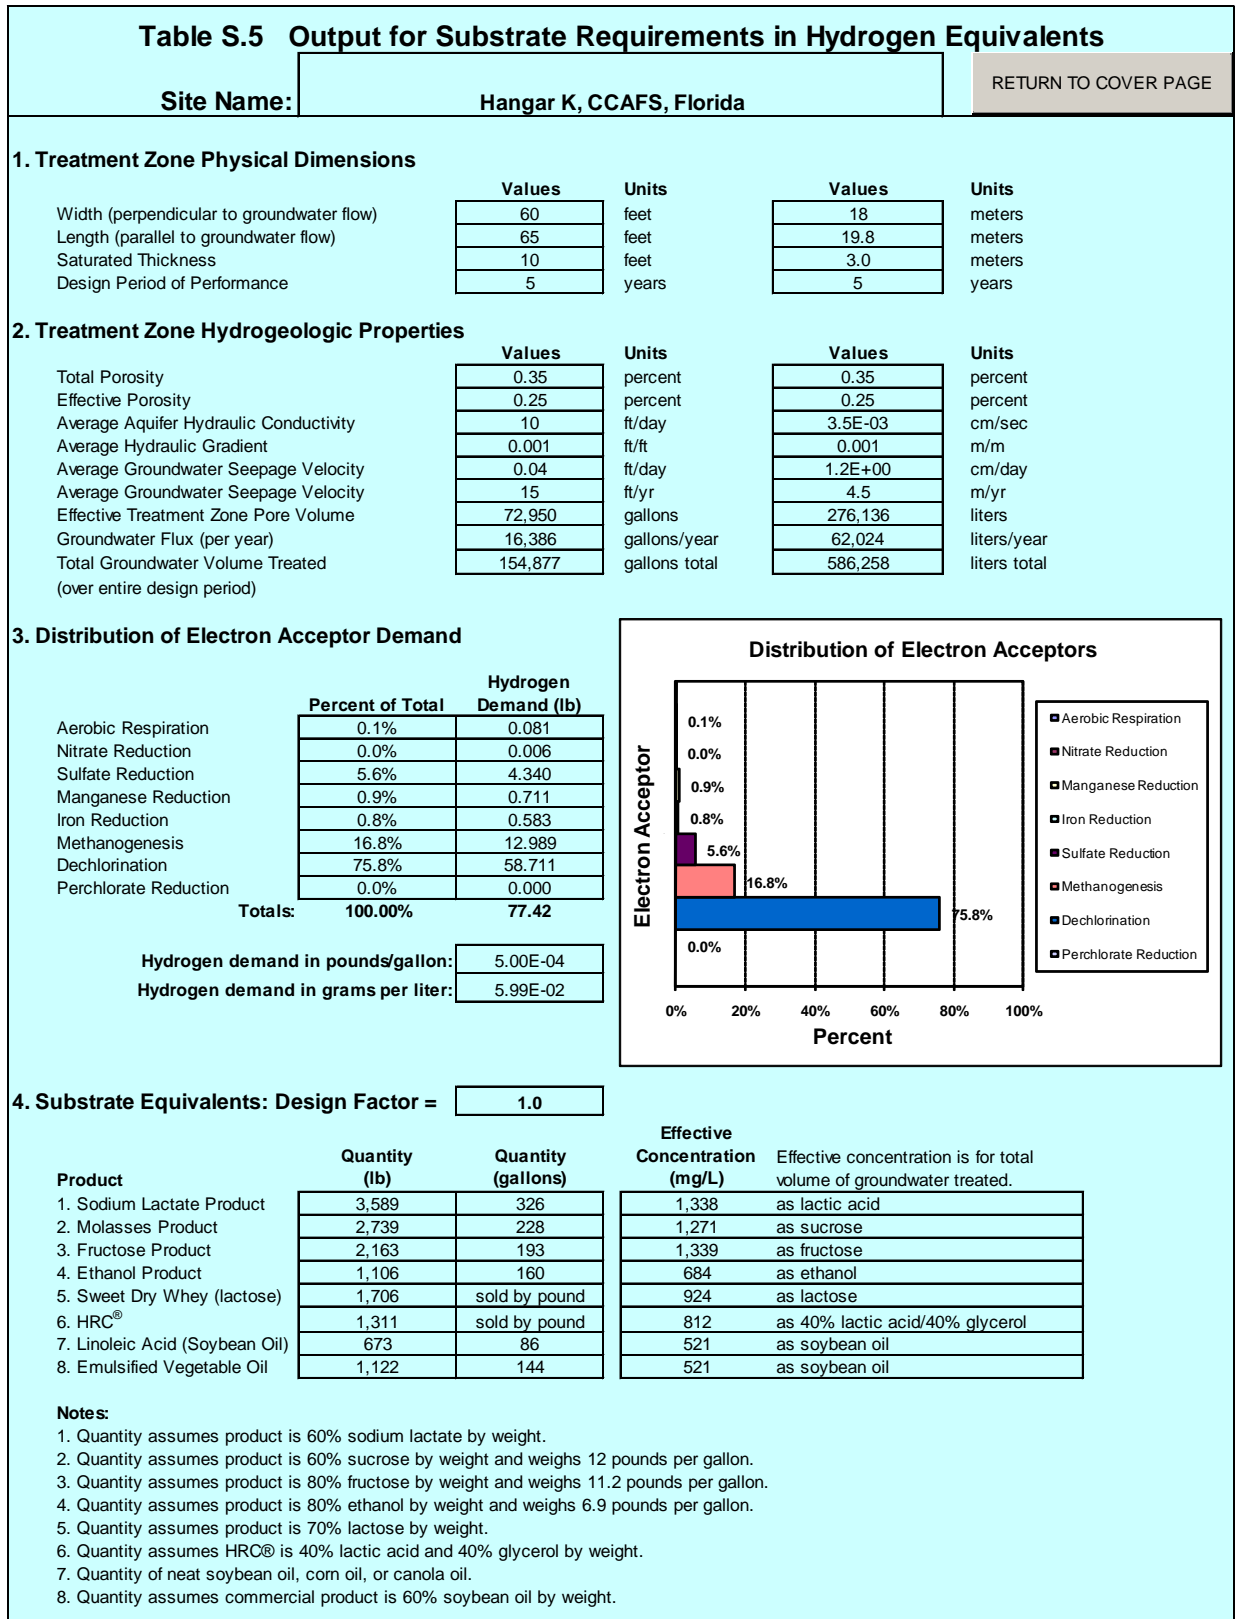 Table S.5 Output for Substrate Requirements in Hydrogen Equivalents
Site Name: Hangar K, CCAFS, Florida
RETURN TO COVER PAGE
1. Treatment Zone Physical Dimensions
Values Units Values Units
Width (perpendicular to groundwater flow) 60 feet 18 meters
Length (parallel to groundwater flow) 65 feet 19.8 meters
Saturated Thickness 10 feet 3.0 meters
Design Period of Performance 5 years 5 years
2. Treatment Zone Hydrogeologic Properties
Values Units Values Units
Total Porosity 0.35 percent 0.35 percent
Effective Porosity 0.25 percent 0.25 percent
Average Aquifer Hydraulic Conductivity 10 ft/day 3.5E-03 cm/sec
Average Hydraulic Gradient 0.001 ft/ft 0.001 m/m
Average Groundwater Seepage Velocity 0.04 ft/day 1.2E+00 cm/day
Average Groundwater Seepage Velocity 15 ft/yr 4.5 m/yr
Effective Treatment Zone Pore Volume 72,950 gallons 276,136 liters
Groundwater Flux (per year) 16,386 gallons/year 62,024 liters/year
Total Groundwater Volume Treated 154,877 gallons total 586,258 liters total
(over entire design period)
3. Distribution of Electron Acceptor Demand
Hydrogen
Percent of Total Demand (lb)
Aerobic Respiration 0.1% 0.081
Nitrate Reduction 0.0% 0.006
Sulfate Reduction 5.6% 4.340
Manganese Reduction 0.9% 0.711
Iron Reduction 0.8% 0.583
Methanogenesis 16.8% 12.989
Dechlorination 75.8% 58.711
Perchlorate Reduction 0.0% 0.000
Totals: 100.00% 77.42
Hydrogen demand in pounds/gallon: 5.00E-04
Hydrogen demand in grams per liter: 5.99E-02
Distribution of Electron Acceptors
Electron Acceptor
0.1%
0.0%
0.9%
0.8%
5.6%
16.8%
75.8%
0.0%
0% 20% 40% 60% 80% 100%
Percent
Aerobic Respiration
Nitrate Reduction
Manganese Reduction
Iron Reduction
Sulfate Reduction
Methanogenesis
Dechlorination
Perchlorate Reduction
4. Substrate Equivalents: Design Factor = 1.0
Effective
Quantity Quantity Concentration Effective concentration is for total
Product (lb) (gallons) (mg/L) volume of groundwater treated.
1. Sodium Lactate Product 3,589 326 1,338 as lactic acid
2. Molasses Product 2,739 228 1,271 as sucrose
3. Fructose Product 2,163 193 1,339 as fructose
4. Ethanol Product 1,106 160 684 as ethanol
5. Sweet Dry Whey (lactose) 1,706 sold by pound 924 as lactose
6. HRC® 1,311 sold by pound 812 as 40% lactic acid/40% glycerol
7. Linoleic Acid (Soybean Oil) 673 86 521 as soybean oil
8. Emulsified Vegetable Oil 1,122 144 521 as soybean oil
Notes:
1. Quantity assumes product is 60% sodium lactate by weight.
2. Quantity assumes product is 60% sucrose by weight and weighs 12 pounds per gallon.
3. Quantity assumes product is 80% fructose by weight and weighs 11.2 pounds per gallon.
4. Quantity assumes product is 80% ethanol by weight and weighs 6.9 pounds per gallon.
5. Quantity assumes product is 70% lactose by weight.
6. Quantity assumes HRC® is 40% lactic acid and 40% glycerol by weight.
7. Quantity of neat soybean oil, corn oil, or canola oil.
8. Quantity assumes commercial product is 60% soybean oil by weight.